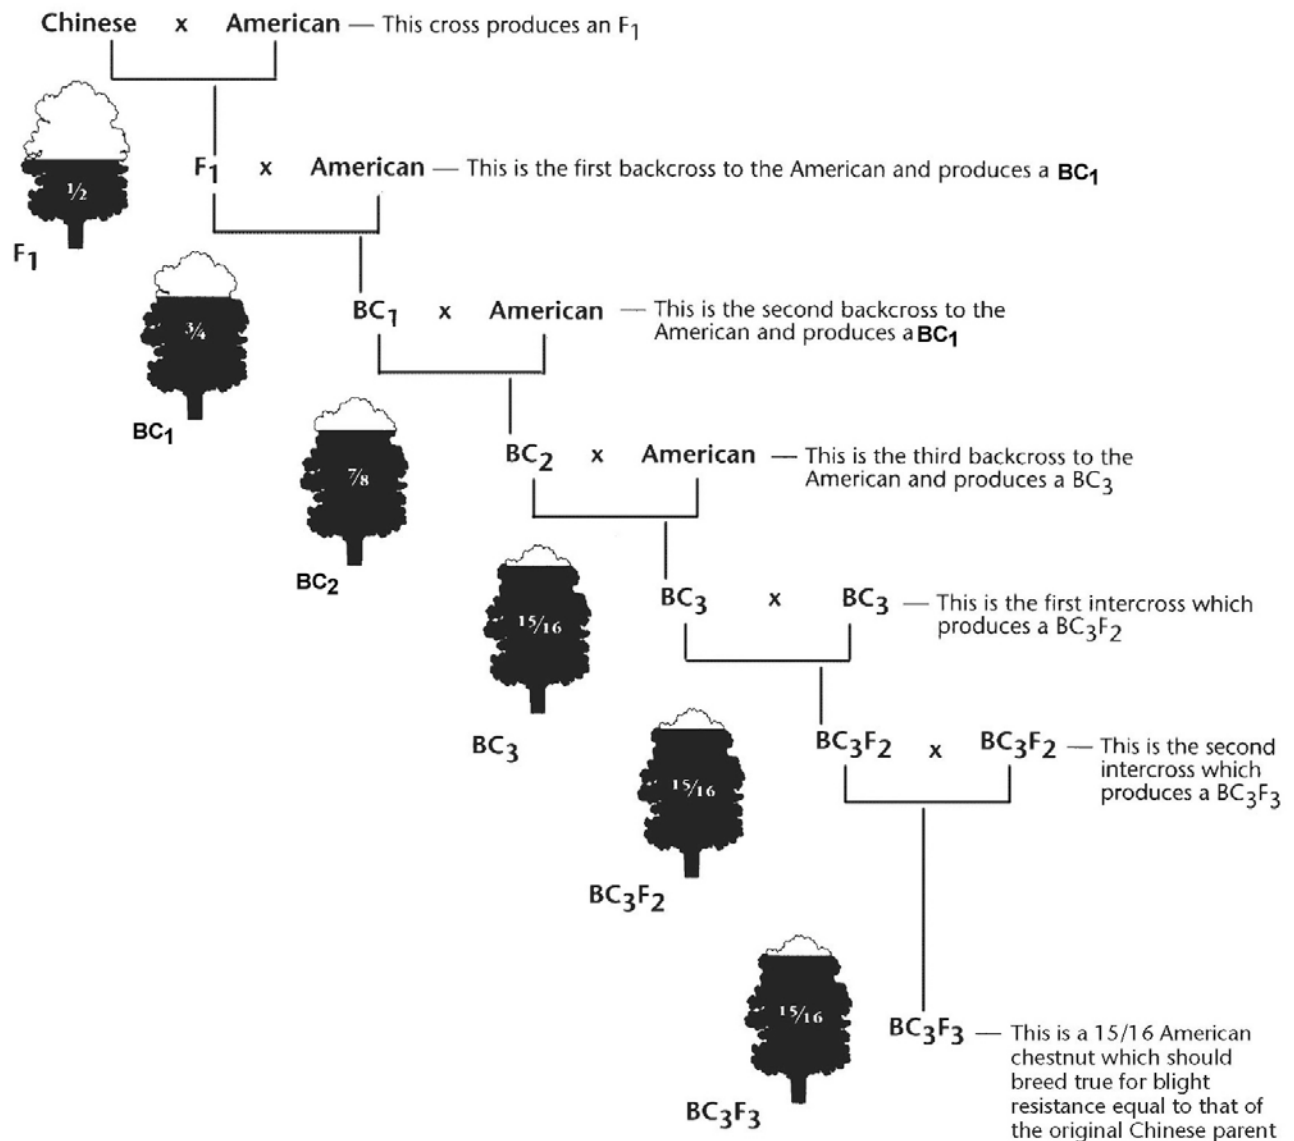 Chinese x American — This cross produces an F1
1/2
F1 x American — This is the first backcross to the American and produces a BC1
F1
3/4
BC1 x American — This is the second backcross to the
American and produces a BC1
BC1
7/8
BC2 x American — This is the third backcross to the
American and produces a BC3
BC2
15/16
BC3 x BC3 — This is the first intercross which
produces a BC3F2
BC3
15/16
BC3F2 x BC3F2 — This is the second
intercross which
produces a BC3F3
BC3F2
15/16
BC3F3 — This is a 15/16 American
chestnut which should
breed true for blight
resistance equal to that of
the original Chinese parent
BC3F3